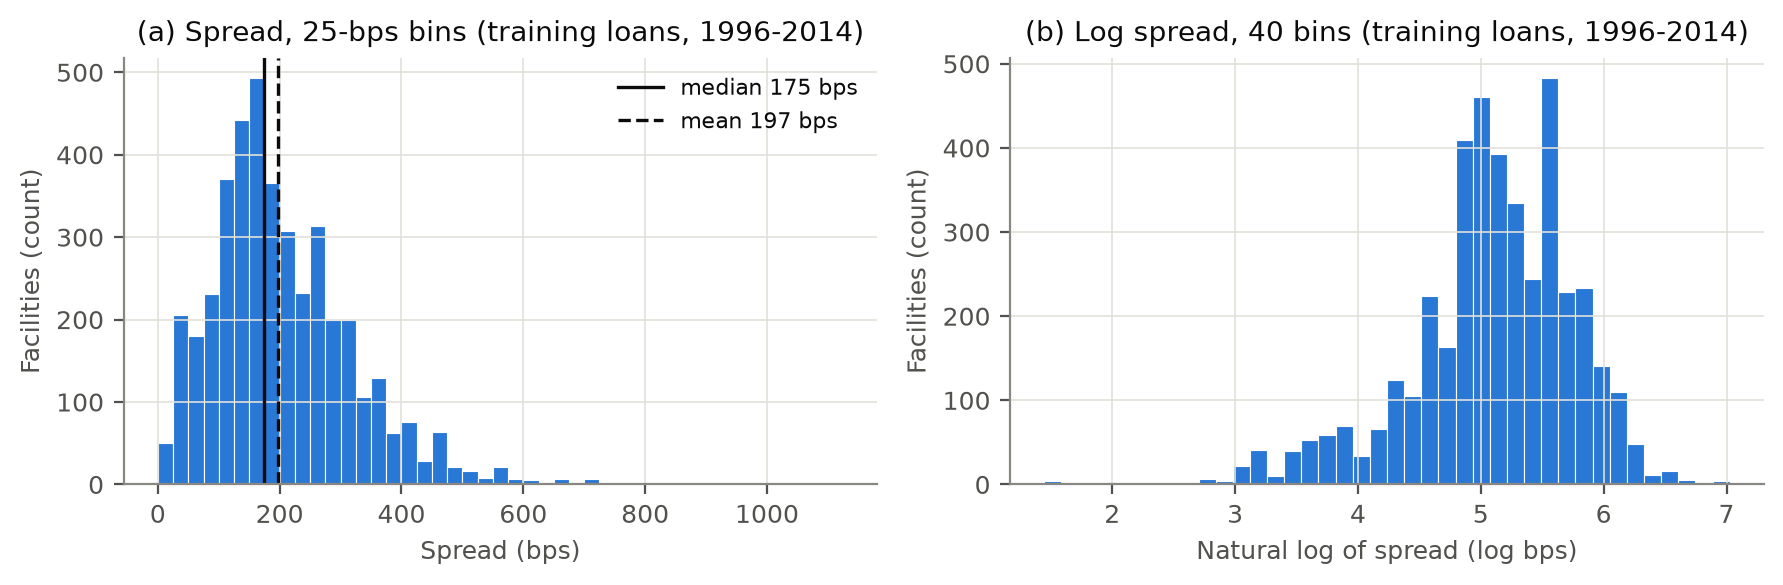 (a) Spread, 25-bps bins (training loans, 1996-2014)
500
400
300
200
100
0
Facilities (count)
median 175 bps
mean 197 bps
0 200 400 600 800 1000
Spread (bps)
(b) Log spread, 40 bins (training loans, 1996-2014)
500
400
300
200
100
0
Facilities (count)
2 3 4 5 6 7
Natural log of spread (log bps)